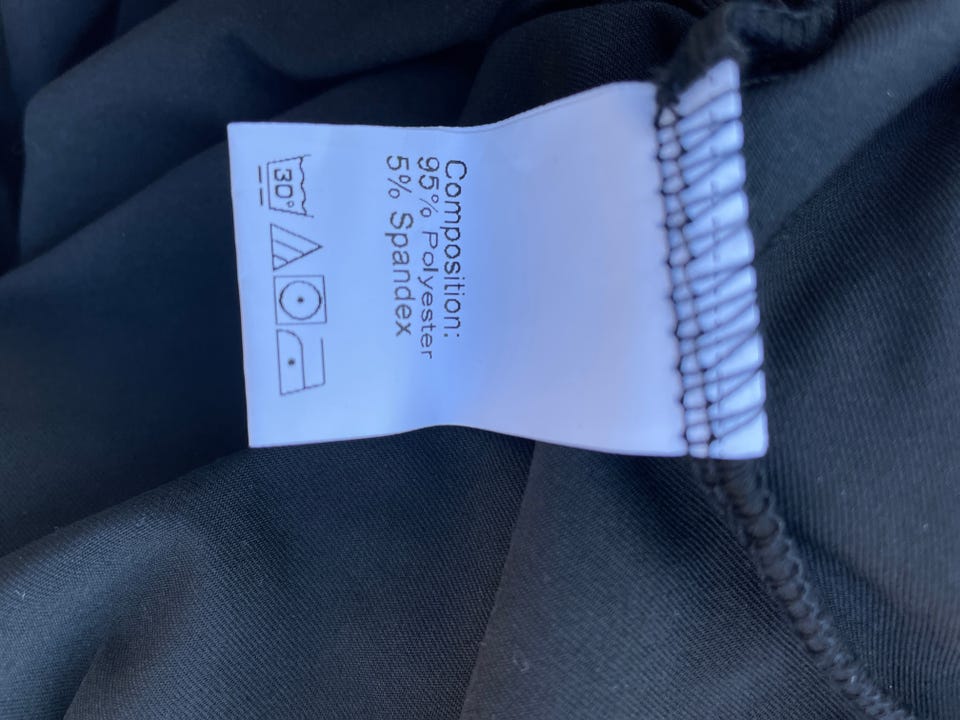 Composition:
95% Polyester
5% Spandex
30°